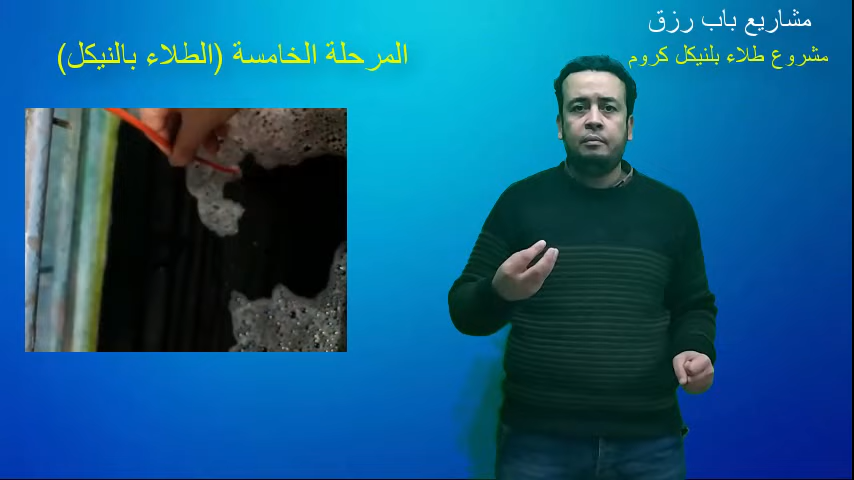 مشاريع باب رزق
مشروع طلاء بلنيكل كروم
المرحلة الخامسة (الطلاء بالنيكل)